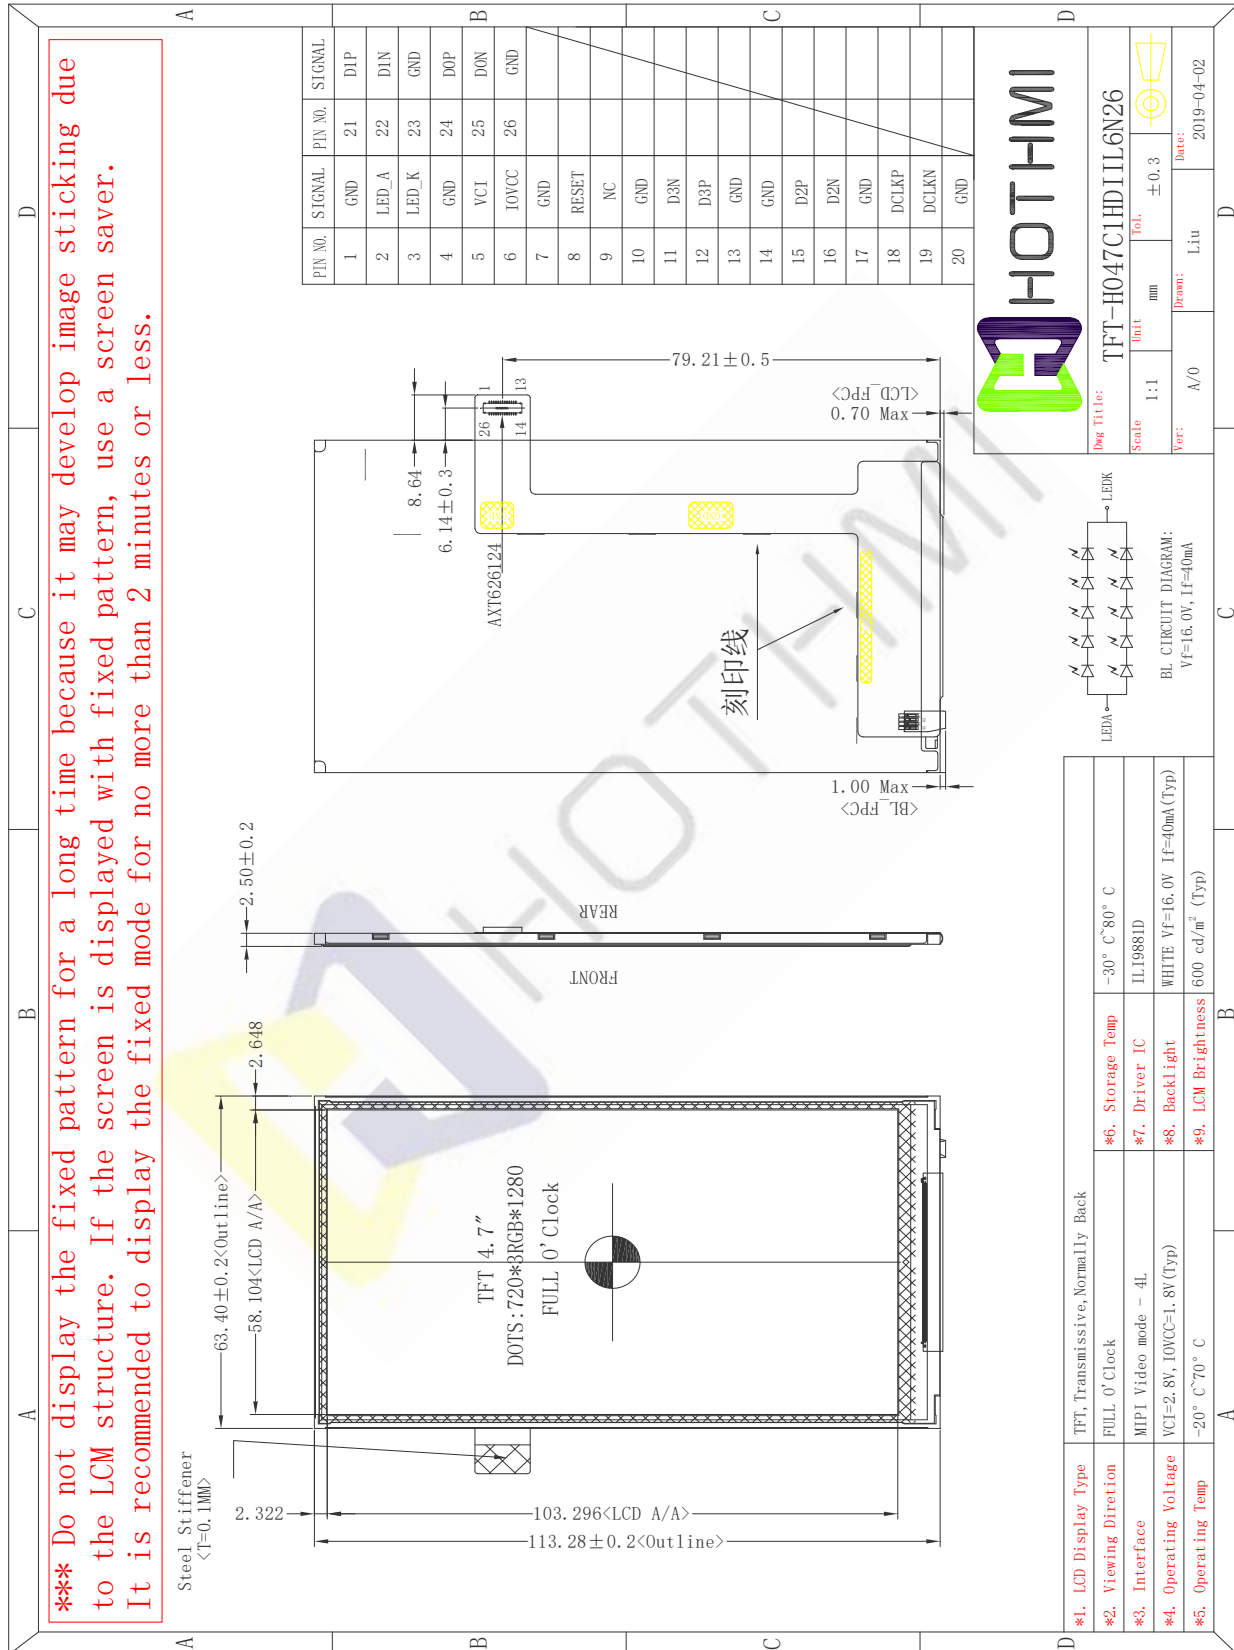 *** Do not display the fixed pattern for a long time because it may develop image sticking due
to the LCM structure. If the screen is displayed with fixed pattern, use a screen saver.
It is recommended to display the fixed mode for no more than 2 minutes or less.
A B C D
A B C D
A B C D
A B C D
Steel Stiffener
<T=0.1MM>
63.40±0.2<Outline>
58.104<LCD A/A>
2.648
2.322
103.296<LCD A/A>
113.28±0.2<Outline>
TFT 4.7″
DOTS:720*3RGB*1280
FULL O'Clock
2.50±0.2
FRONT
REAR
8.64
6.14±0.3
AXT626124
26 1
14 13
79.21±0.5
刻印线
1.00 Max
<BL_FPC>
0.70 Max
<LCD_FPC>
PIN NO. SIGNAL PIN NO. SIGNAL
1 GND 21 D1P
2 LED_A 22 D1N
3 LED_K 23 GND
4 GND 24 D0P
5 VCI 25 D0N
6 IOVCC 26 GND
7 GND
8 RESET
9 NC
10 GND
11 D3N
12 D3P
13 GND
14 GND
15 D2P
16 D2N
17 GND
18 DCLKP
19 DCLKN
20 GND
*1. LCD Display Type TFT,Transmissive,Normally Back
*2. Viewing Diretion FULL O'Clock
*3. Interface MIPI Video mode - 4L
*4. Operating Voltage VCI=2.8V,IOVCC=1.8V(Typ)
*5. Operating Temp -20° C~70° C
*6. Storage Temp -30° C~80° C
*7. Driver IC ILI9881D
*8. Backlight WHITE Vf=16.0V If=40mA(Typ)
*9. LCM Brightness 600 cd/m² (Typ)
LEDA LEDK
BL CIRCUIT DIAGRAM:
Vf=16.0V, If=40mA
HOTHMI
Dwg Title: TFT-H047C1HDIIL6N26
Scale 1:1 Unit mm Tol. ±0.3
Ver: A/0 Drawn: Liu Date: 2019-04-02
HOTHMI